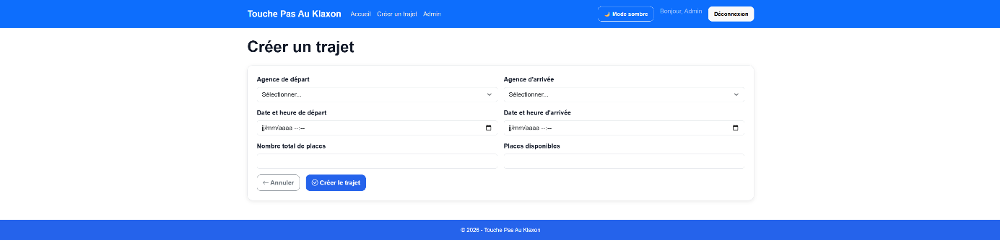 Touche Pas Au Klaxon Accueil Créer un trajet Admin 🌙 Mode sombre Bonjour, Admin Déconnexion
Créer un trajet
Agence de départ Agence d'arrivée
Sélectionner... Sélectionner...
Date et heure de départ Date et heure d'arrivée
jj/mm/aaaa --:-- jj/mm/aaaa --:--
Nombre total de places Places disponibles
← Annuler Créer le trajet
© 2026 - Touche Pas Au Klaxon